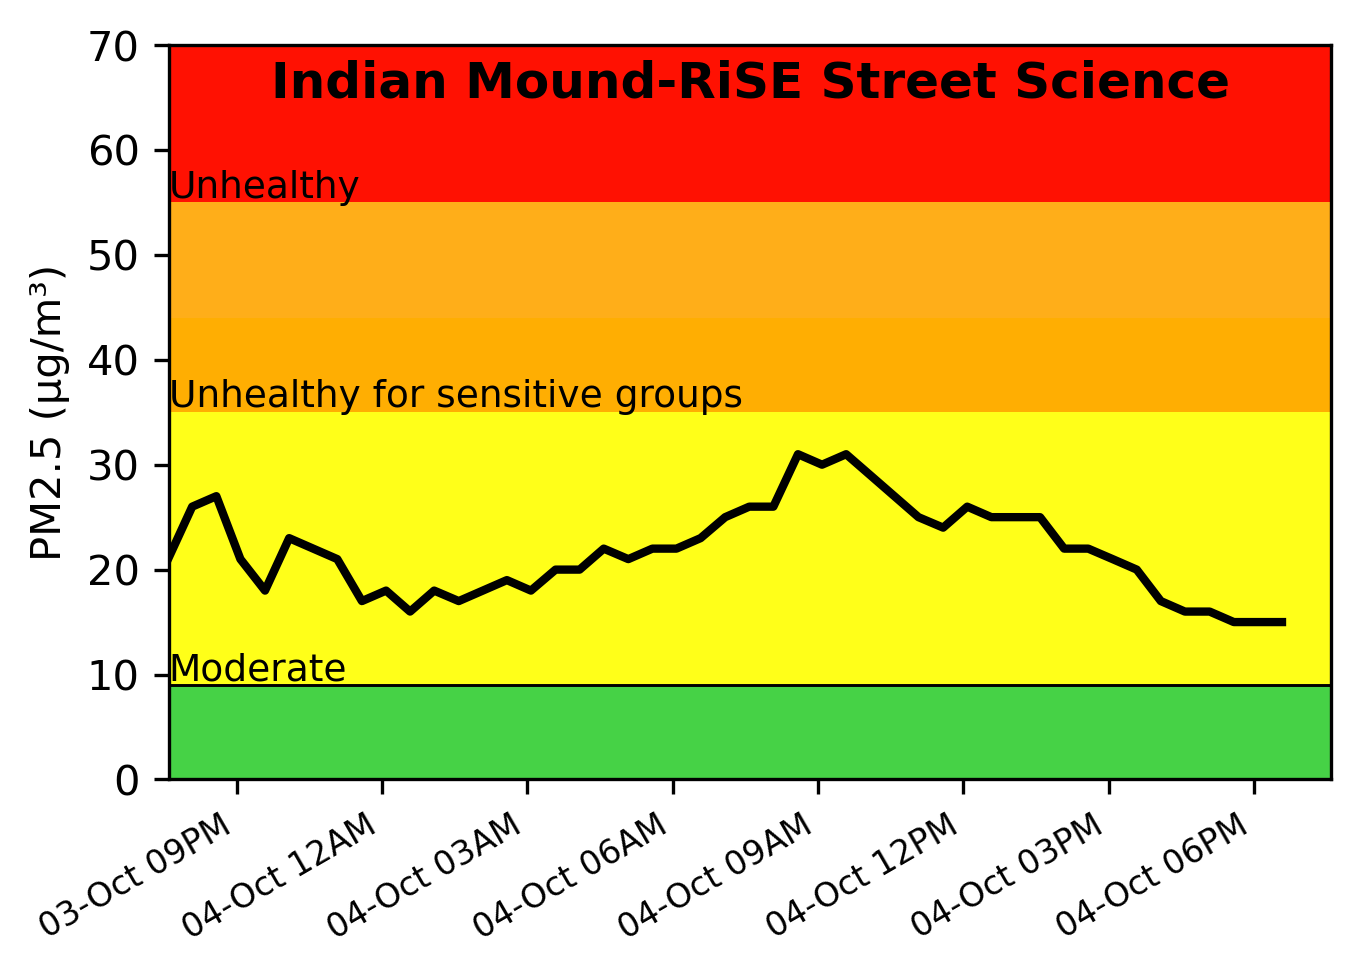 Indian Mound-RiSE Street Science
70
60
50
40
30
20
10
0
PM2.5 (µg/m³)
Unhealthy
Unhealthy for sensitive groups
Moderate
03-Oct 09PM
04-Oct 12AM
04-Oct 03AM
04-Oct 06AM
04-Oct 09AM
04-Oct 12PM
04-Oct 03PM
04-Oct 06PM